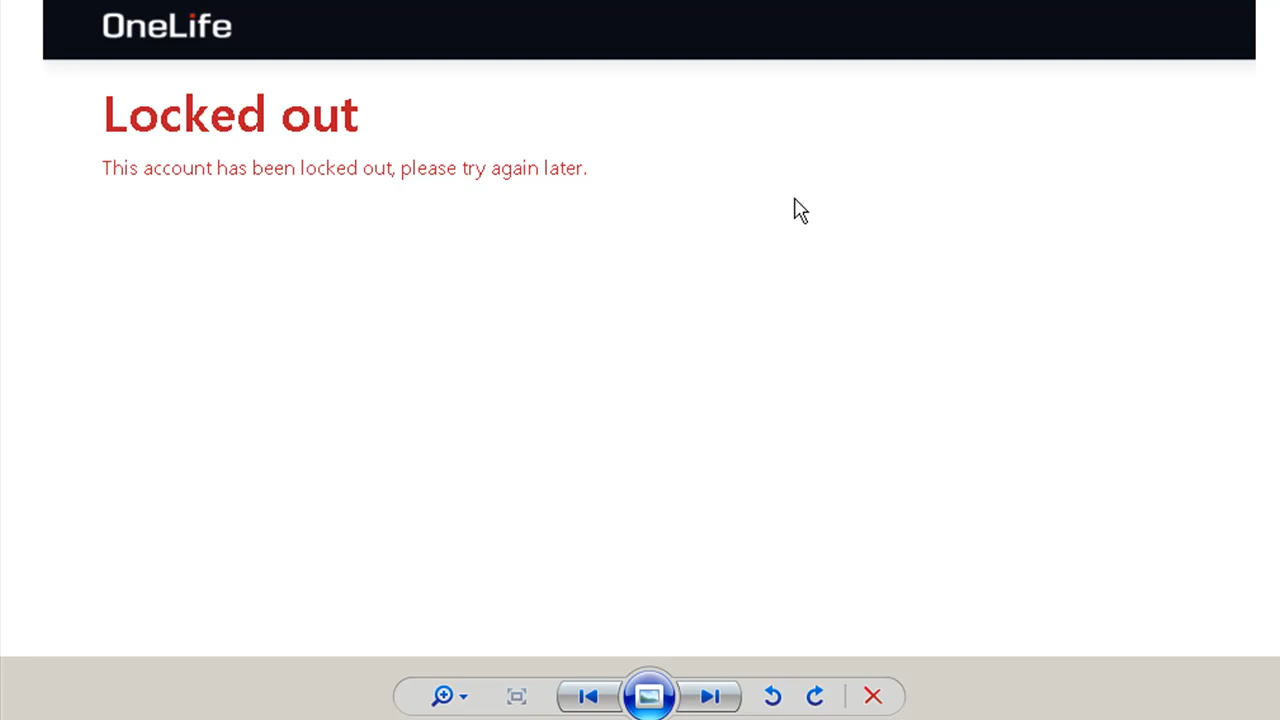 OneLife
Locked out
This account has been locked out, please try again later.